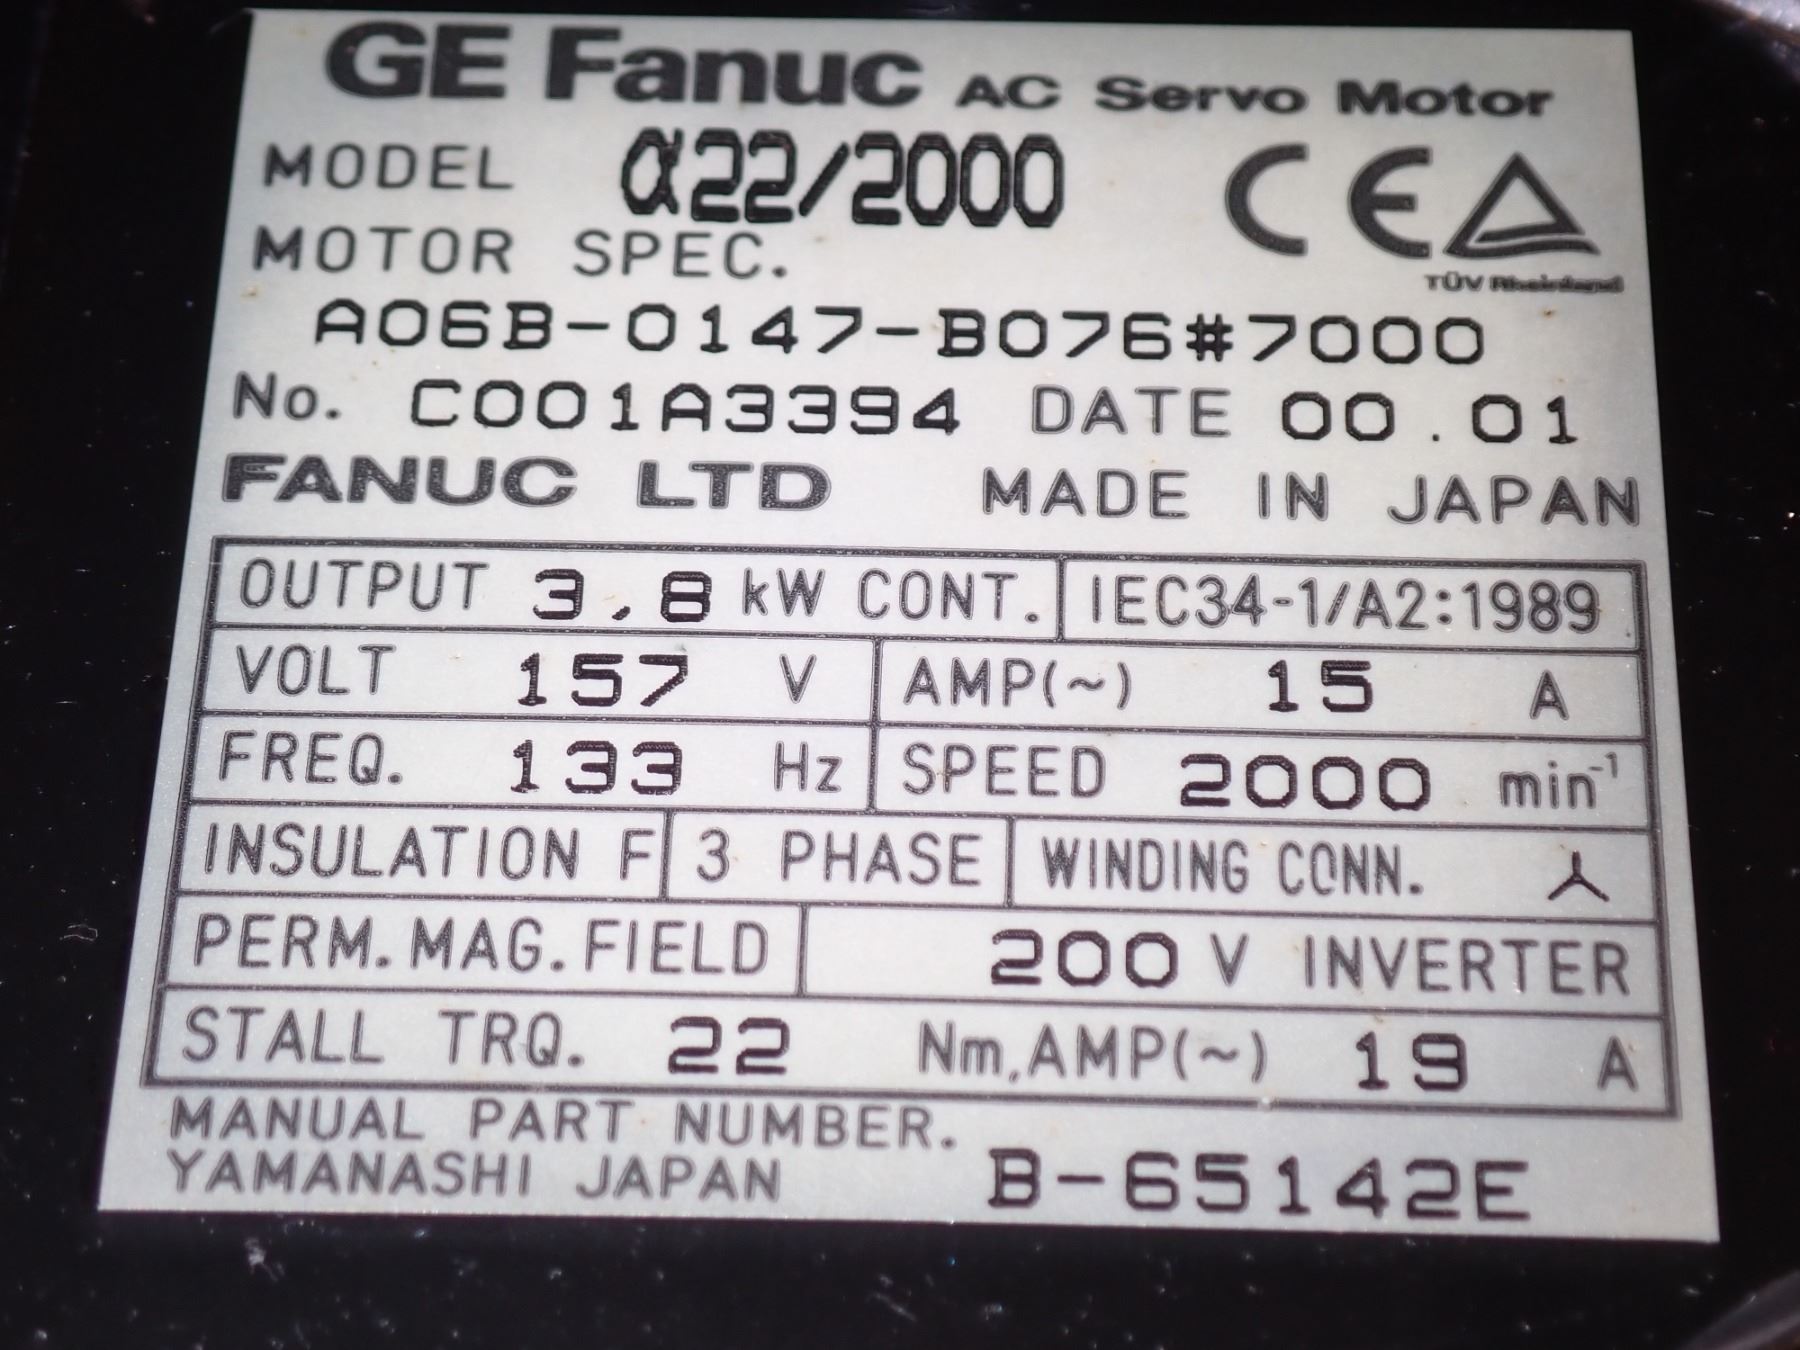 GE Fanuc AC Servo Motor
MODEL α22/2000
CE
TÜV Rheinland
MOTOR SPEC.
A06B-0147-B076#7000
No. C001A3394 DATE 00.01
FANUC LTD MADE IN JAPAN
OUTPUT 3.8 kW CONT. IEC34-1/A2:1989
VOLT 157 V AMP(~) 15 A
FREQ. 133 Hz SPEED 2000 min⁻¹
INSULATION F 3 PHASE WINDING CONN.
PERM.MAG.FIELD 200 V INVERTER
STALL TRQ. 22 Nm,AMP(~) 19 A
MANUAL PART NUMBER.
YAMANASHI JAPAN B-65142E